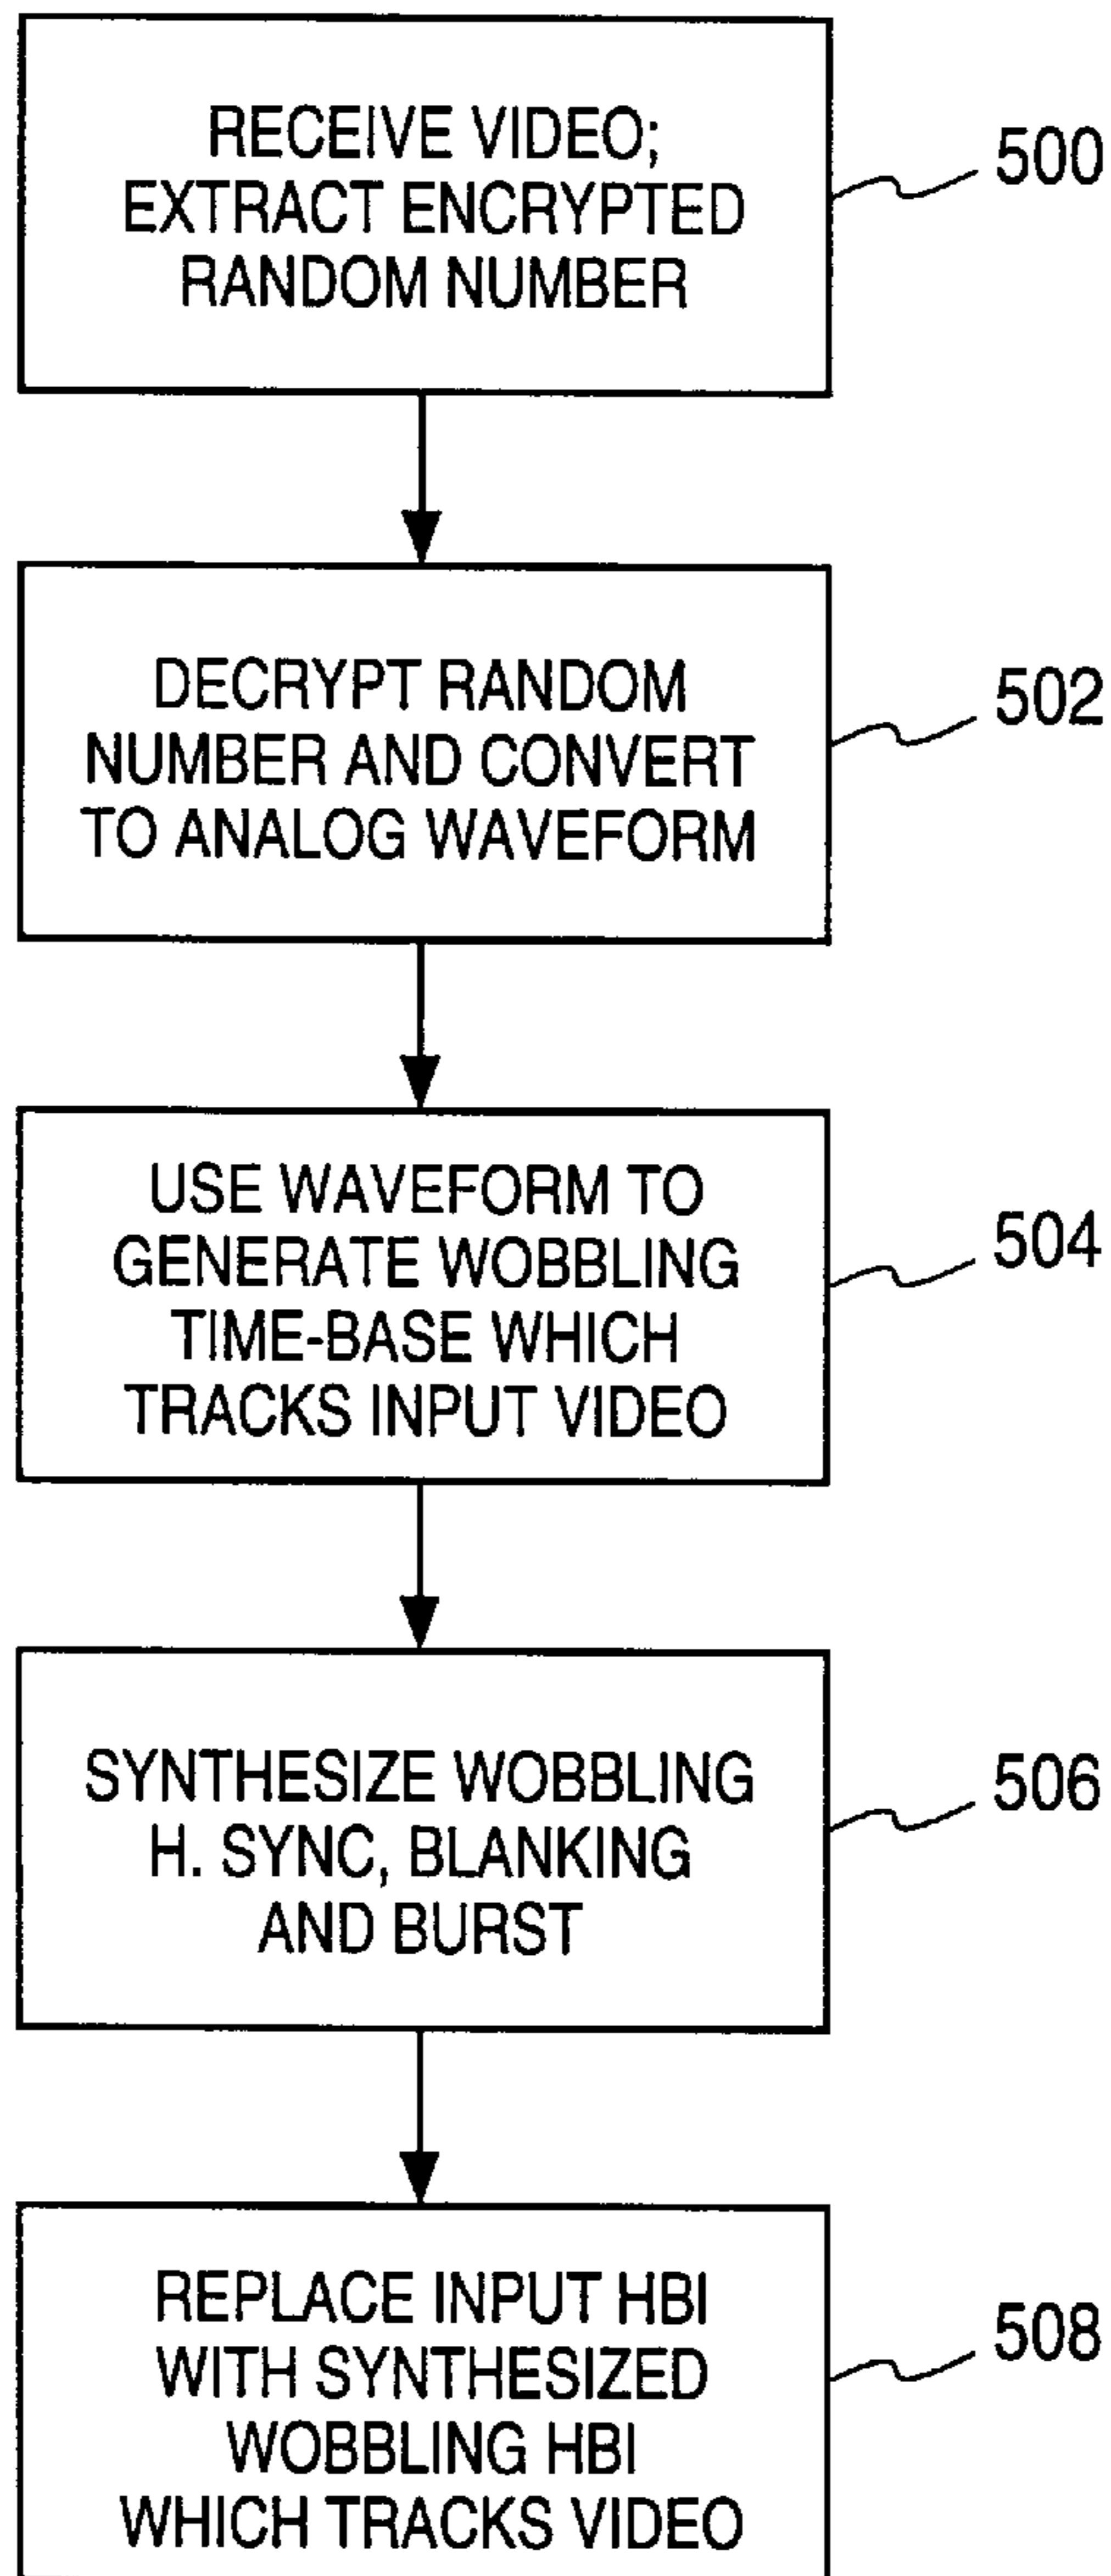 RECEIVE VIDEO;
EXTRACT ENCRYPTED
RANDOM NUMBER
500
DECRYPT RANDOM
NUMBER AND CONVERT
TO ANALOG WAVEFORM
502
USE WAVEFORM TO
GENERATE WOBBLING
TIME-BASE WHICH
TRACKS INPUT VIDEO
504
SYNTHESIZE WOBBLING
H. SYNC, BLANKING
AND BURST
506
REPLACE INPUT HBI
WITH SYNTHESIZED
WOBBLING HBI
WHICH TRACKS VIDEO
508